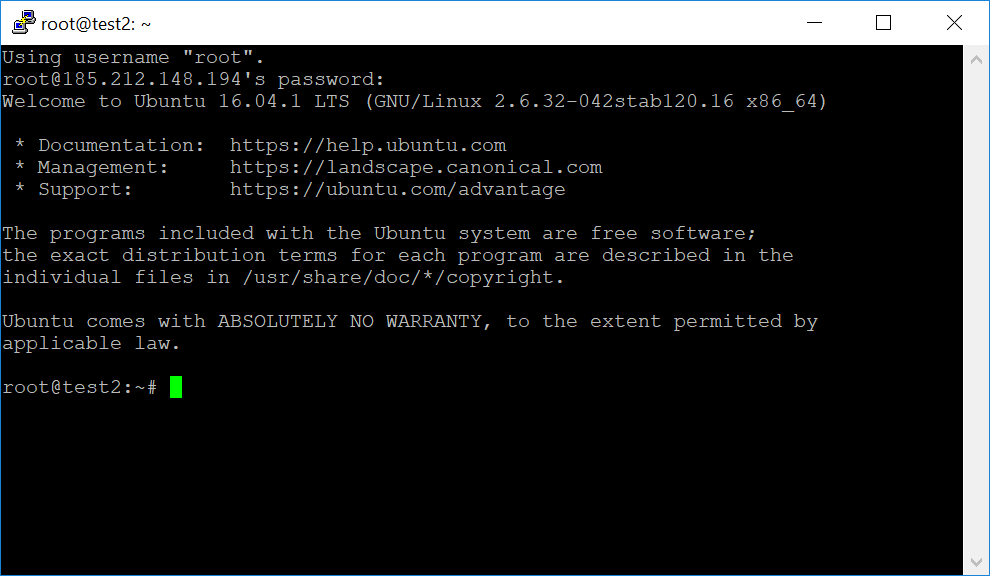 root@test2: ~
Using username "root".
root@185.212.148.194's password:
Welcome to Ubuntu 16.04.1 LTS (GNU/Linux 2.6.32-042stab120.16 x86_64)
* Documentation:  https://help.ubuntu.com
* Management:     https://landscape.canonical.com
* Support:        https://ubuntu.com/advantage
The programs included with the Ubuntu system are free software;
the exact distribution terms for each program are described in the
individual files in /usr/share/doc/*/copyright.
Ubuntu comes with ABSOLUTELY NO WARRANTY, to the extent permitted by
applicable law.
root@test2:~#